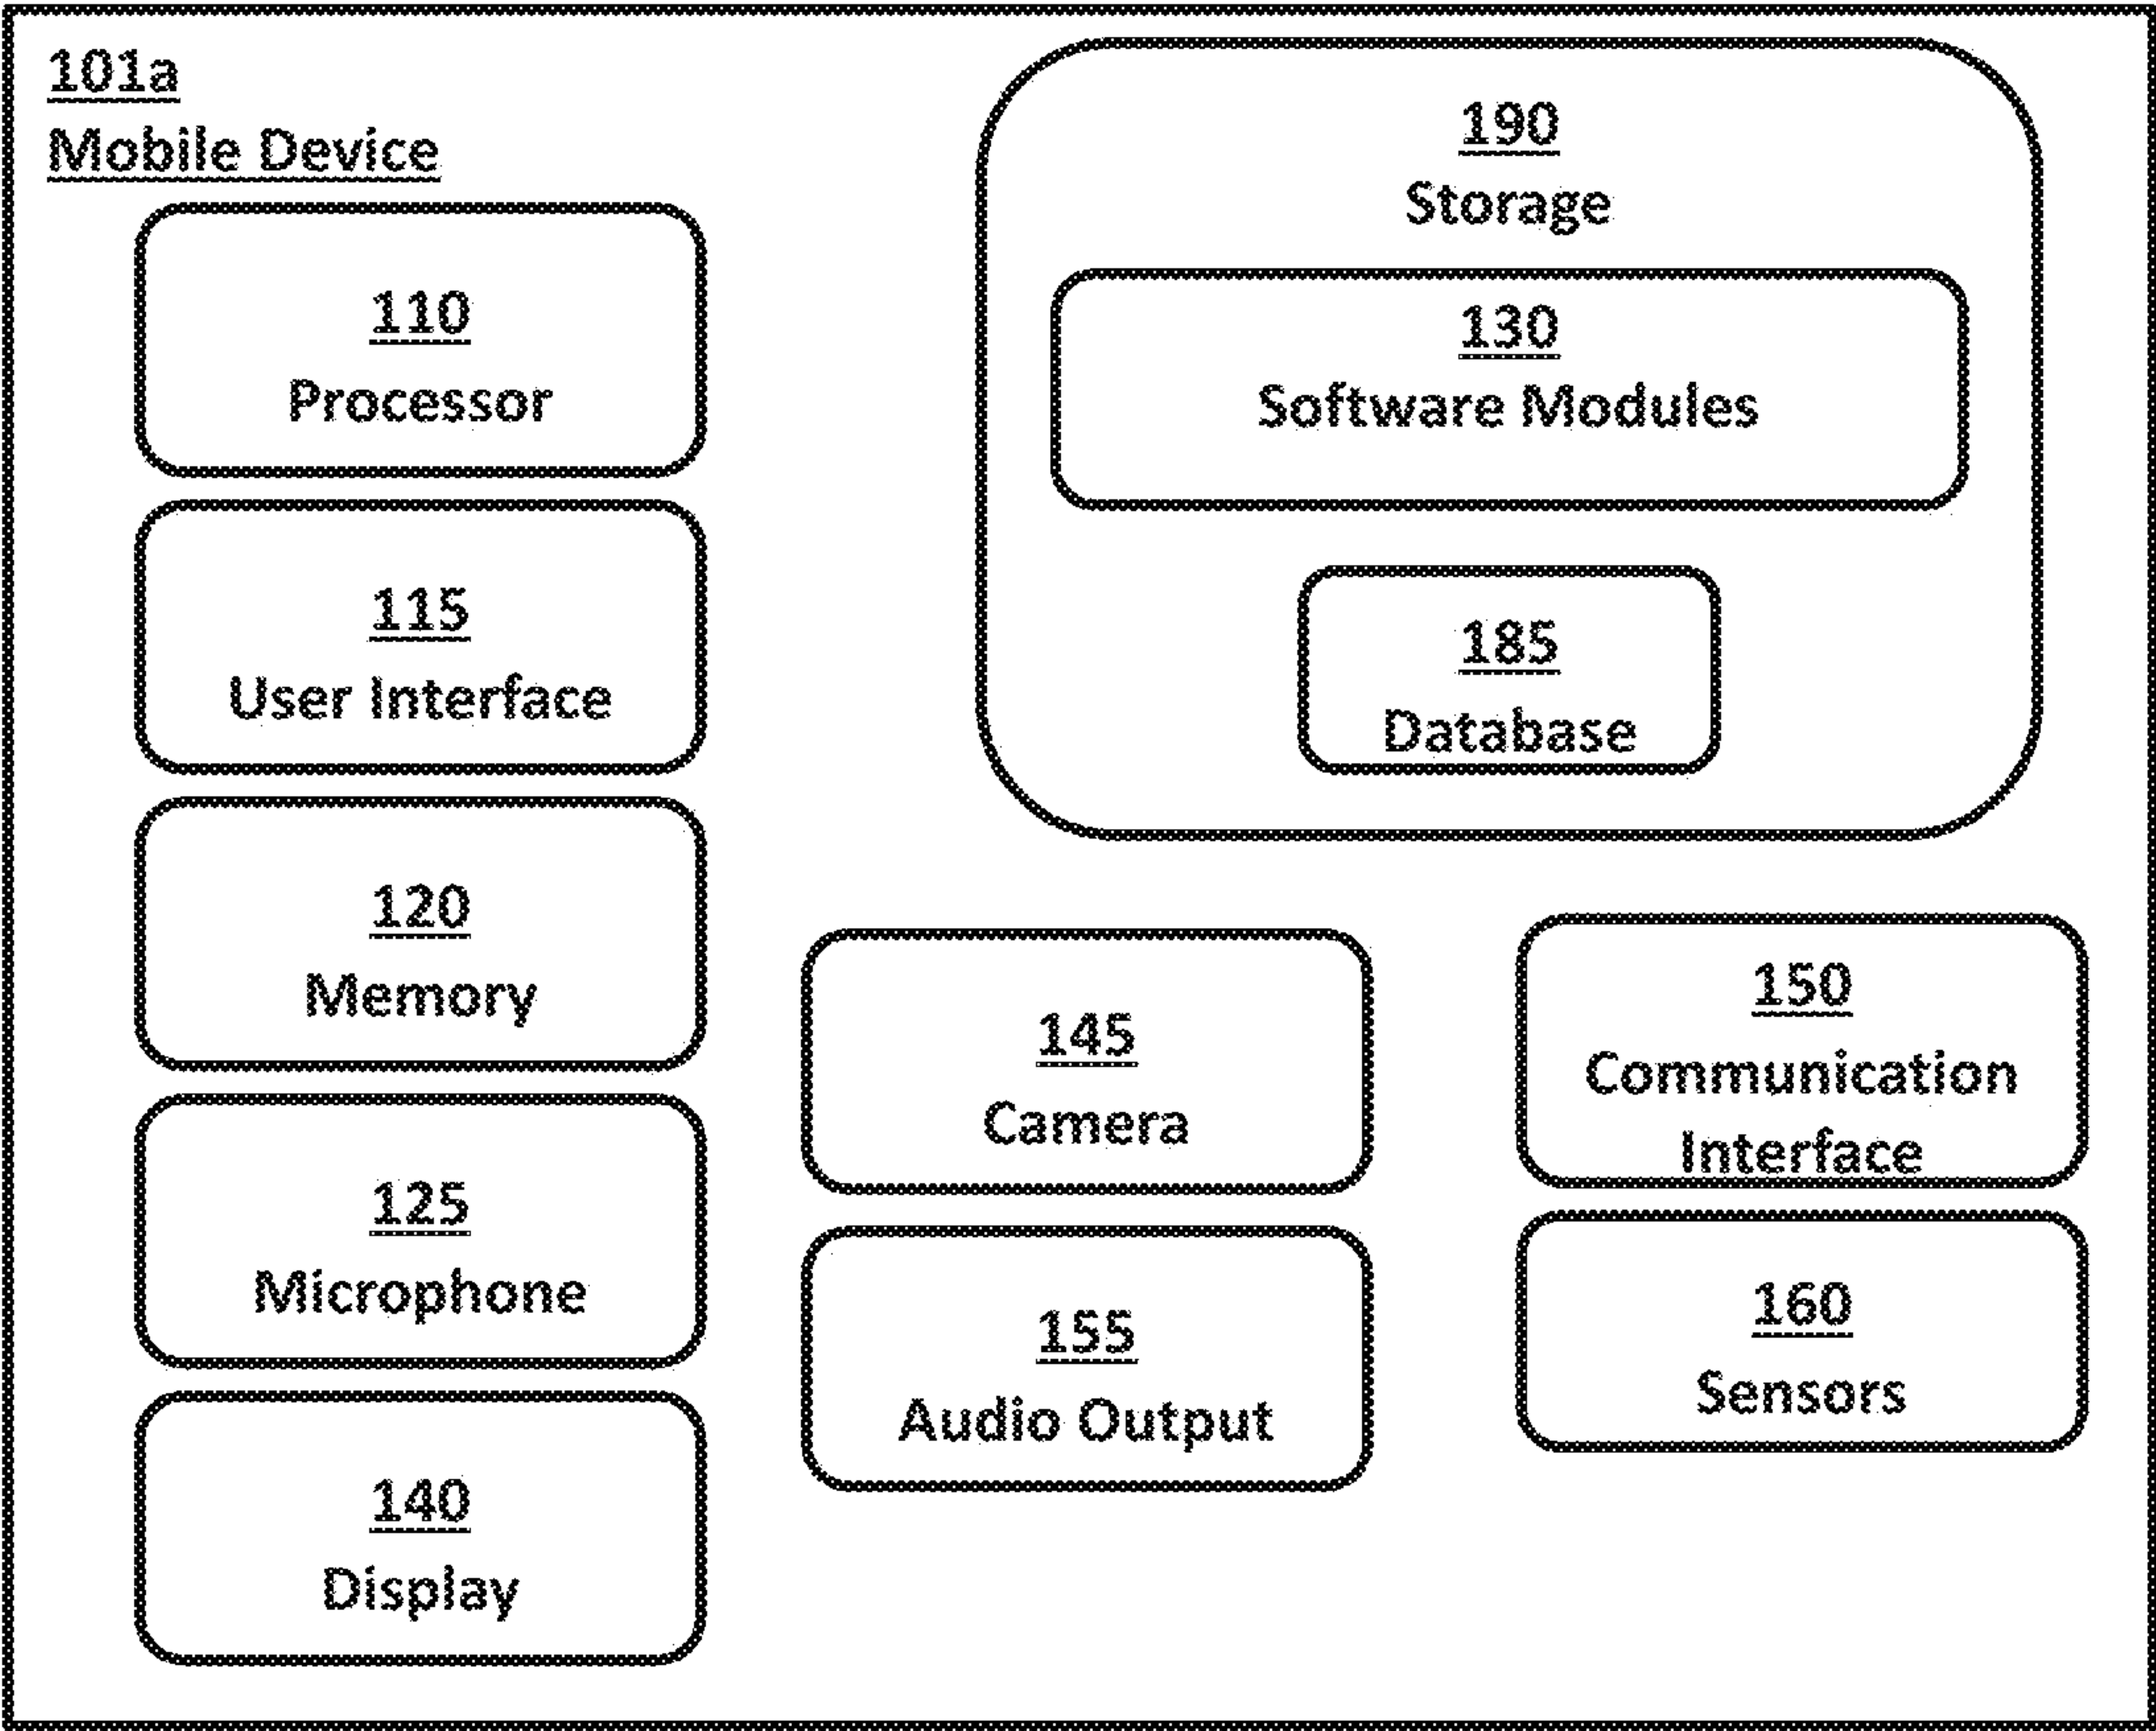 101a
Mobile Device
110
Processor
115
User Interface
120
Memory
125
Microphone
140
Display
190
Storage
130
Software Modules
185
Database
145
Camera
155
Audio Output
150
Communication
Interface
160
Sensors